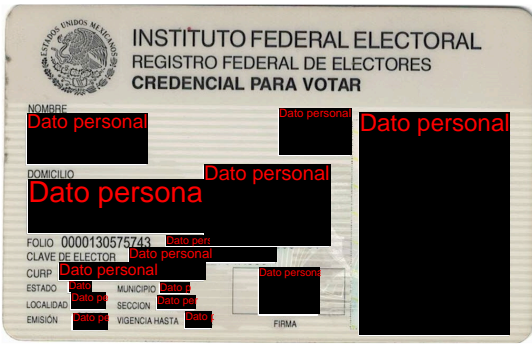 ESTADOS UNIDOS MEXICANOS
INSTITUTO FEDERAL ELECTORAL
REGISTRO FEDERAL DE ELECTORES
CREDENCIAL PARA VOTAR
NOMBRE
Dato personal
Dato personal
Dato personal
DOMICILIO
Dato personal
Dato persona
FOLIO 0000130575743 Dato pers
CLAVE DE ELECTOR Dato personal
CURP Dato personal
Dato persona
ESTADO Dato MUNICIPIO Dato p
LOCALIDAD Dato pe SECCION Dato per
EMISIÓN Dato pe VIGENCIA HASTA Dato
FIRMA